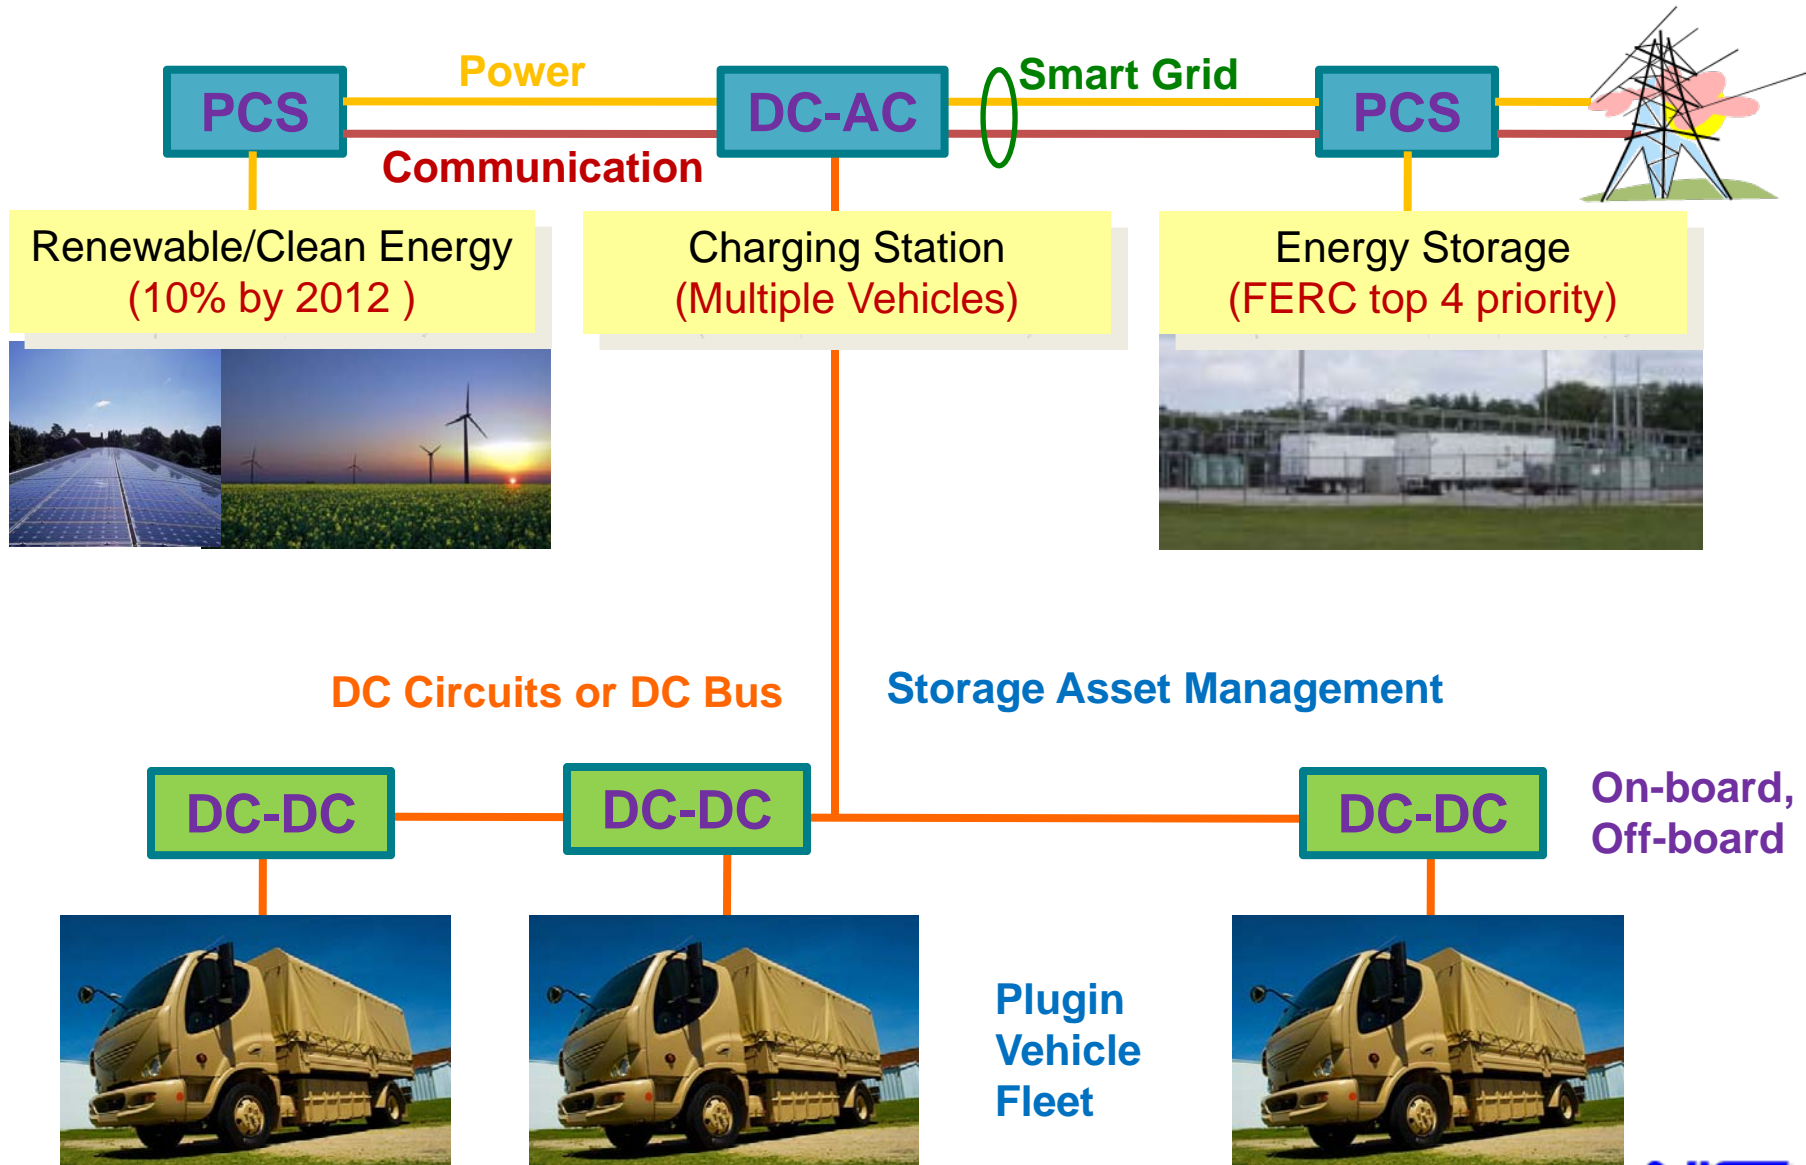 Power
Smart Grid
PCS
DC-AC
PCS
Communication
Renewable/Clean Energy
(10% by 2012 )
Charging Station
(Multiple Vehicles)
Energy Storage
(FERC top 4 priority)
DC Circuits or DC Bus
Storage Asset Management
DC-DC
DC-DC
DC-DC
On-board,
Off-board
Plugin
Vehicle
Fleet